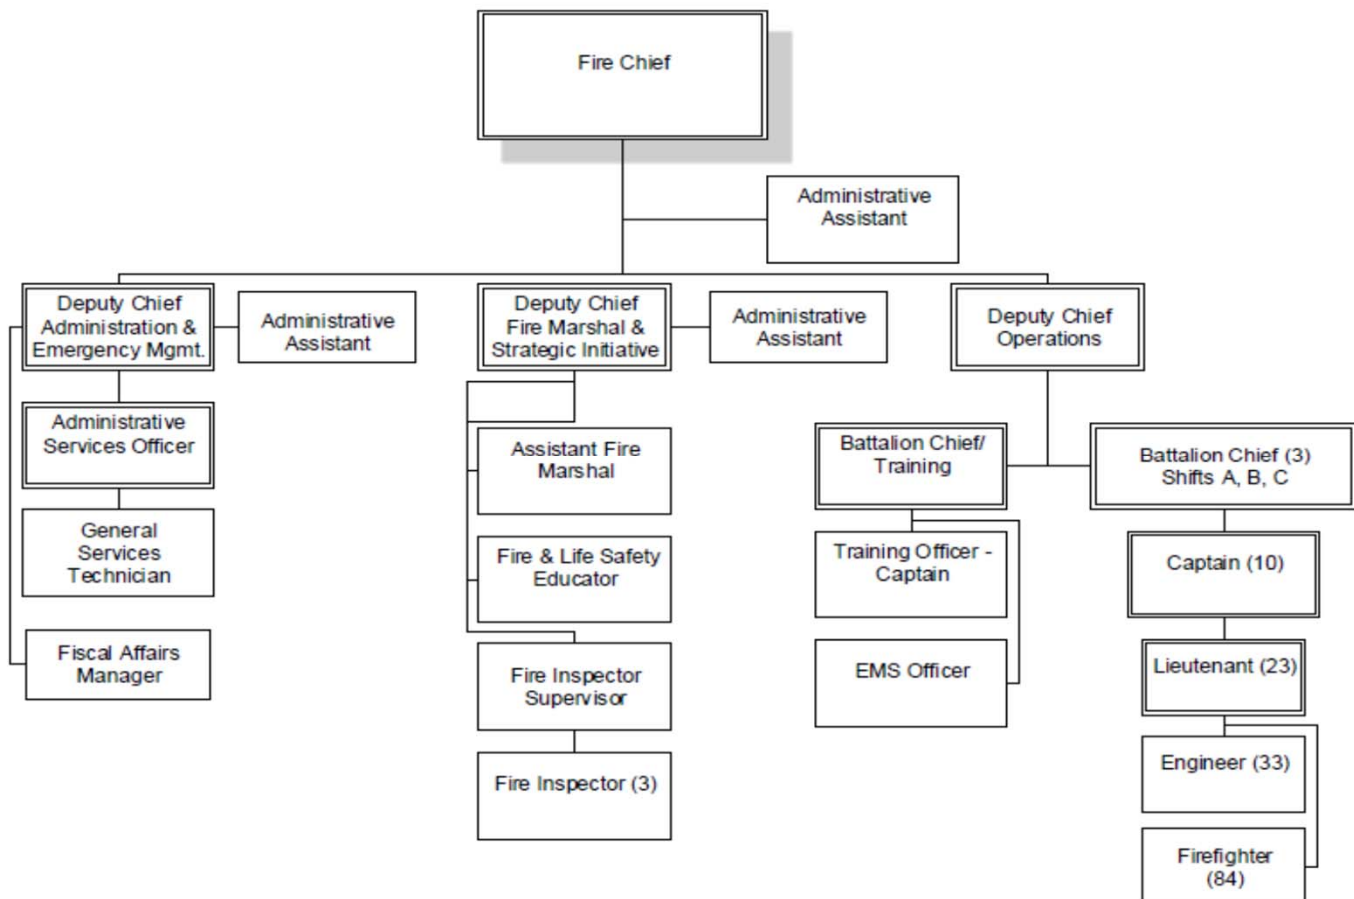 Fire Chief
Administrative
Assistant
Deputy Chief
Administration &
Emergency Mgmt.
Administrative
Assistant
Deputy Chief
Fire Marshal &
Strategic Initiative
Administrative
Assistant
Deputy Chief
Operations
Administrative
Services Officer
General
Services
Technician
Fiscal Affairs
Manager
Assistant Fire
Marshal
Fire & Life Safety
Educator
Fire Inspector
Supervisor
Fire Inspector (3)
Battalion Chief/
Training
Training Officer -
Captain
EMS Officer
Battalion Chief (3)
Shifts A, B, C
Captain (10)
Lieutenant (23)
Engineer (33)
Firefighter
(84)